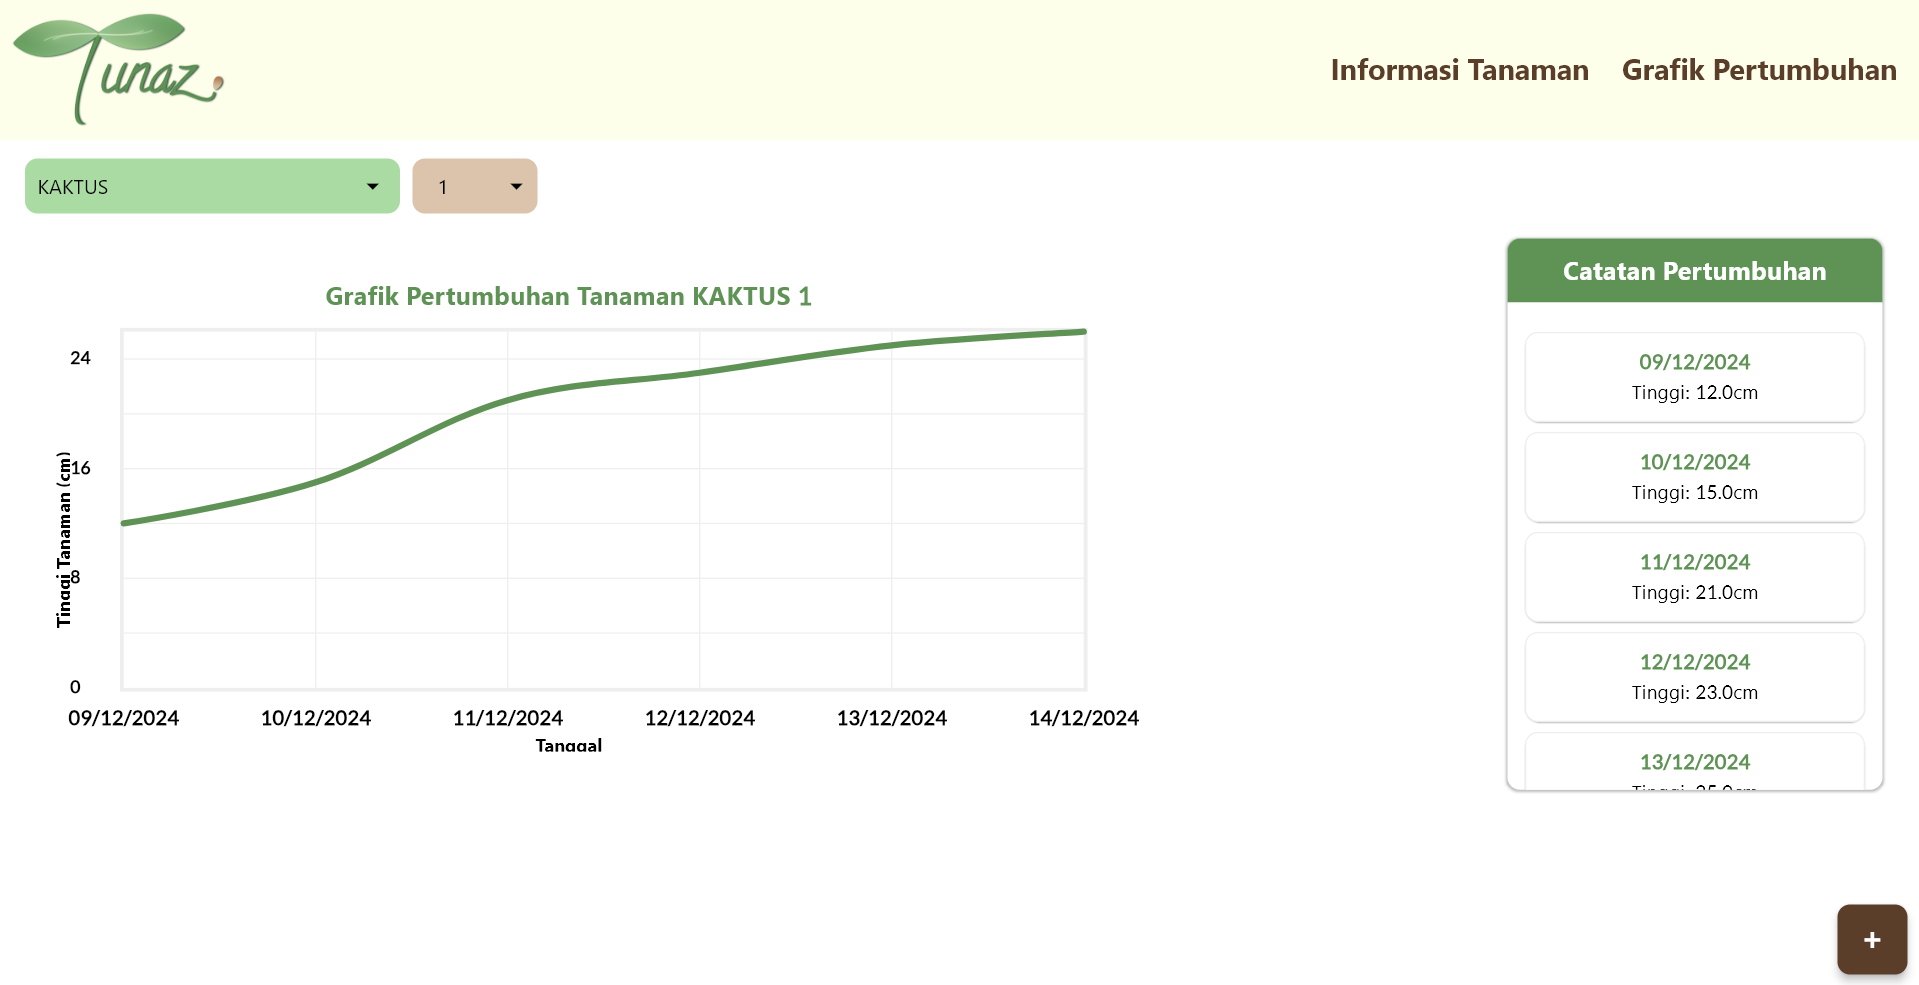 Tunaz
Informasi Tanaman
Grafik Pertumbuhan
KAKTUS
1
Grafik Pertumbuhan Tanaman KAKTUS 1
Tinggi Tanaman (cm)
24
16
8
0
09/12/2024
10/12/2024
11/12/2024
12/12/2024
13/12/2024
14/12/2024
Tanggal
Catatan Pertumbuhan
09/12/2024
Tinggi: 12.0cm
10/12/2024
Tinggi: 15.0cm
11/12/2024
Tinggi: 21.0cm
12/12/2024
Tinggi: 23.0cm
13/12/2024
Tinggi: 25.0cm
+